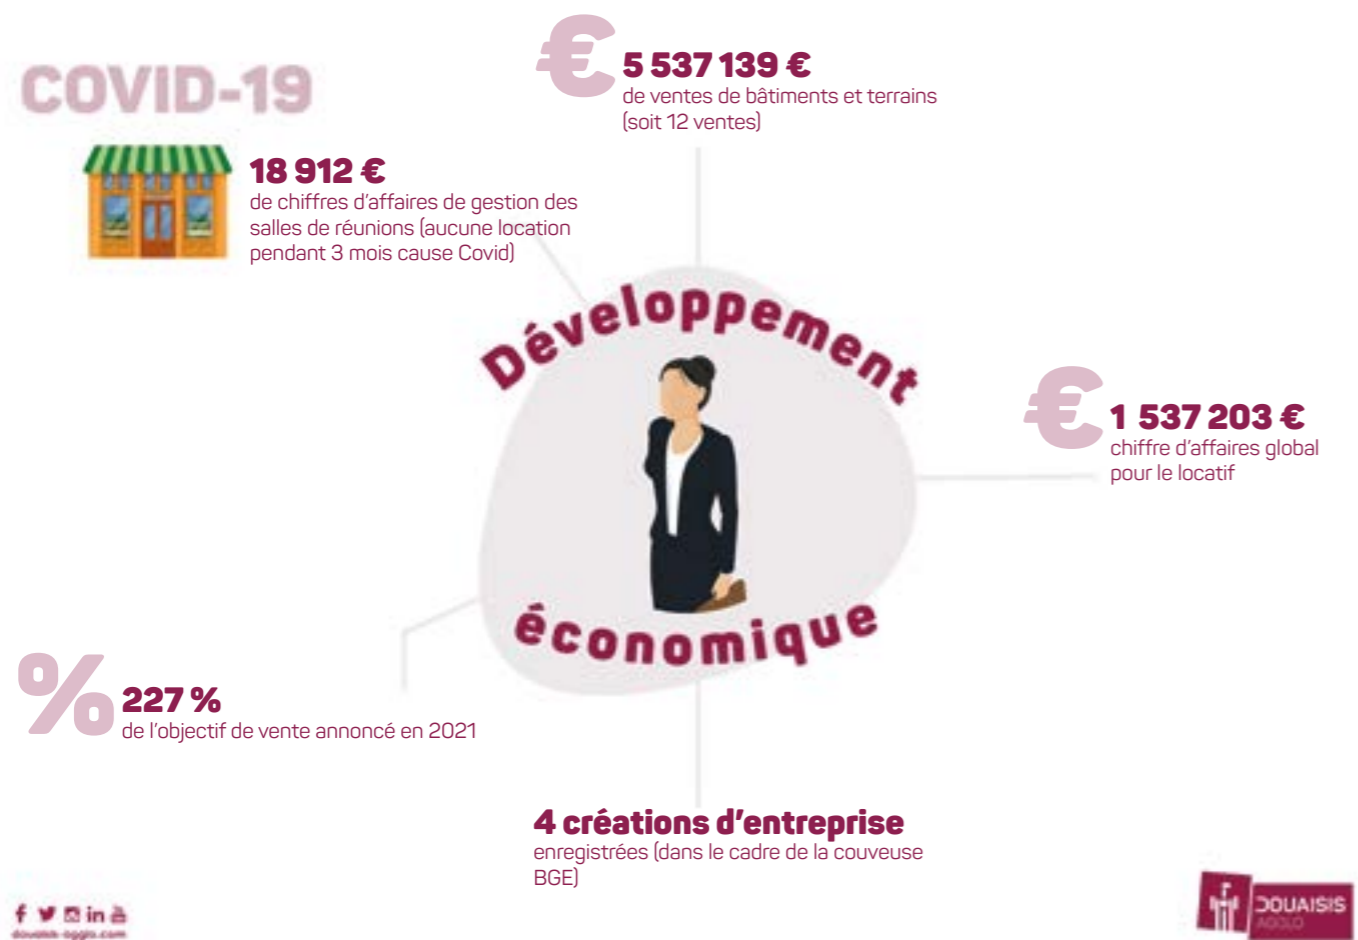 COVID-19
5 537 139 €
de ventes de bâtiments et terrains
(soit 12 ventes)
18 912 €
de chiffres d'affaires de gestion des
salles de réunions (aucune location
pendant 3 mois cause Covid)
Développement
économique
1 537 203 €
chiffre d'affaires global
pour le locatif
227 %
de l'objectif de vente annoncé en 2021
4 créations d'entreprise
enregistrées (dans le cadre de la couveuse
BGE)
douaisis-agglo.com
DOUAISIS
AGGLO